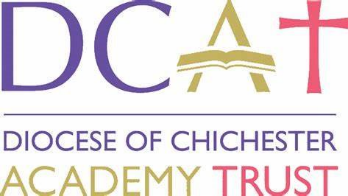 DCAt
DIOCESE OF CHICHESTER
ACADEMY TRUST